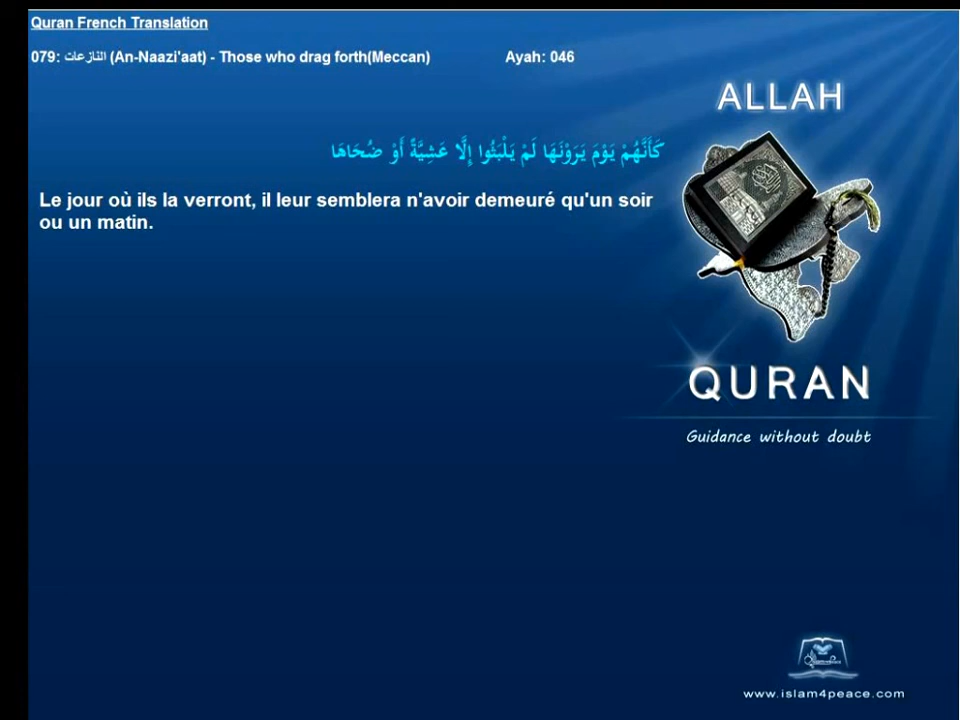 Quran French Translation
079: النازعات (An-Naazi'aat) - Those who drag forth(Meccan) Ayah: 046
ALLAH
كَأَنَّهُمْ يَوْمَ يَرَوْنَهَا لَمْ يَلْبَثُوا إِلَّا عَشِيَّةً أَوْ ضُحَاهَا
Le jour où ils la verront, il leur semblera n'avoir demeuré qu'un soir
ou un matin.
QURAN
Guidance without doubt
www.islam4peace.com